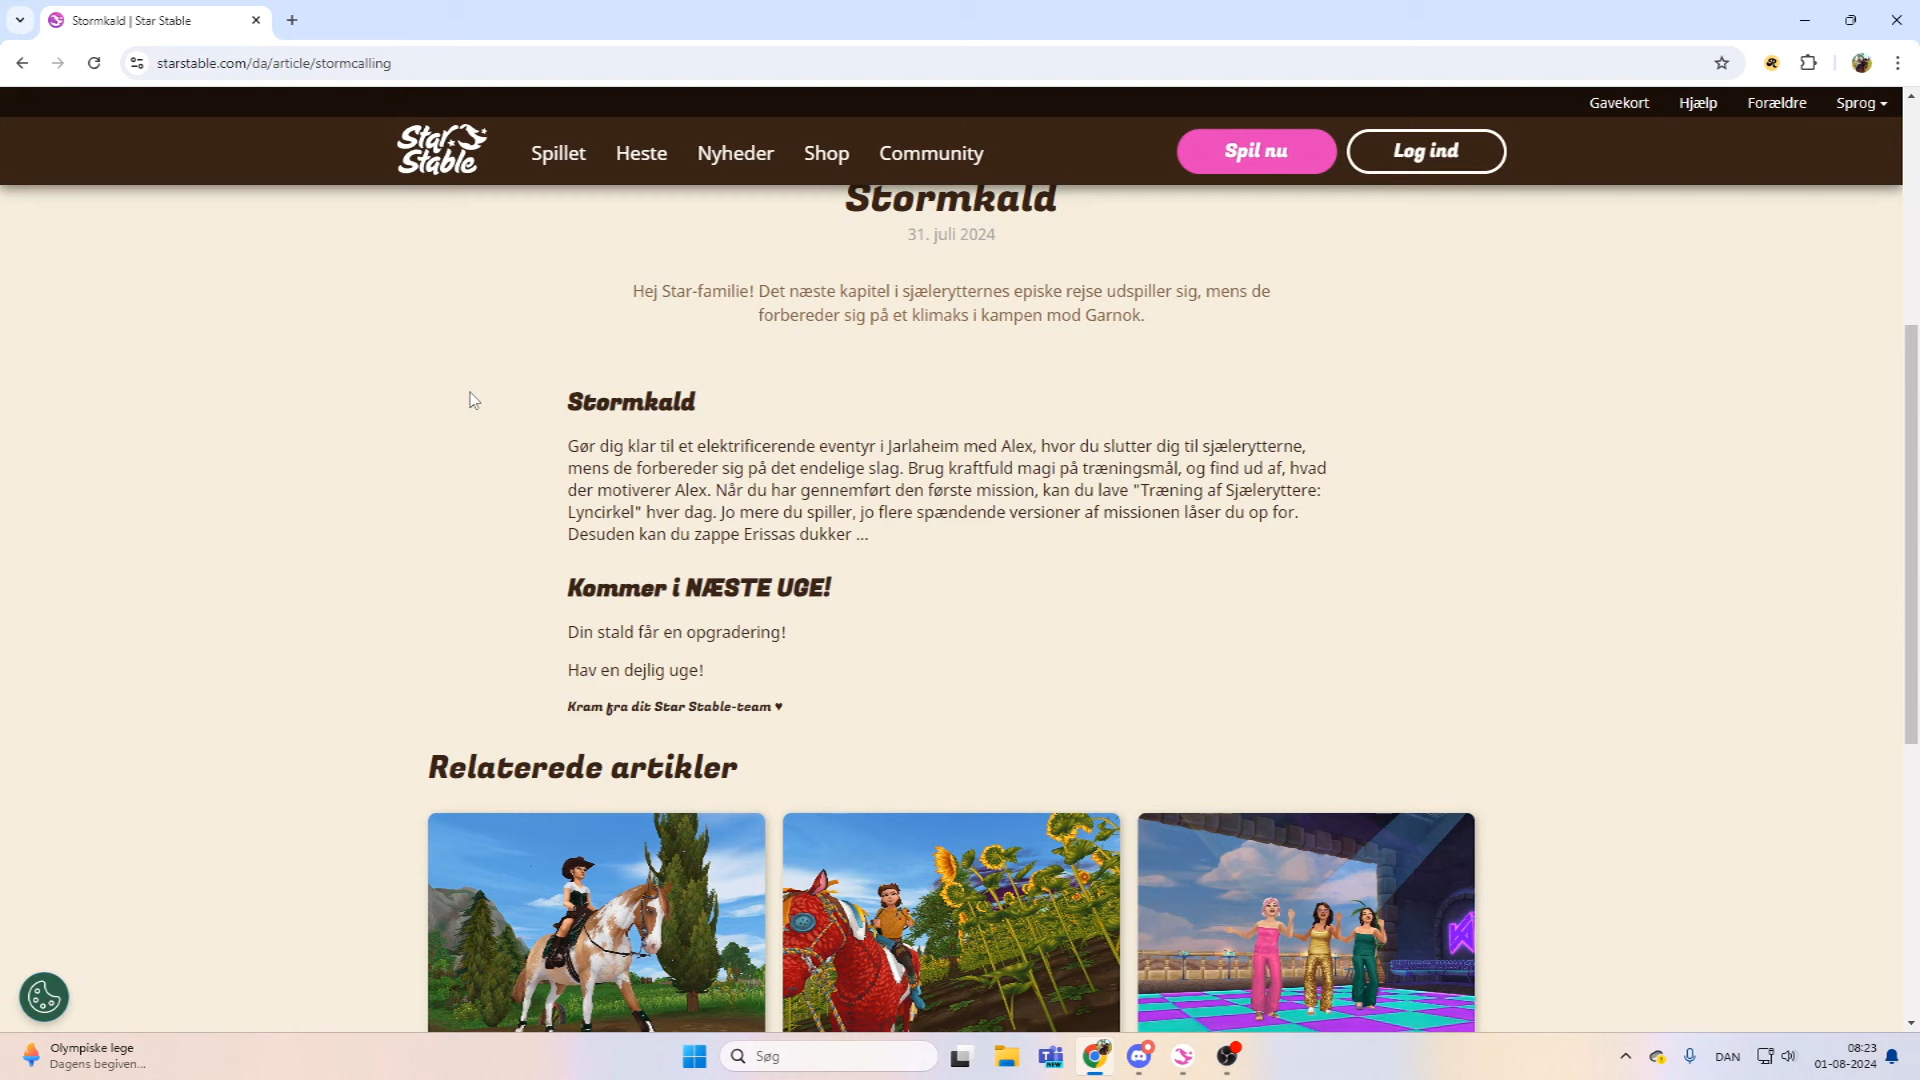 Stormkald | Star Stable
starstable.com/da/article/stormcalling
Gavekort Hjælp Forældre Sprog
Star Stable
Spillet Heste Nyheder Shop Community
Spil nu Log ind
Stormkald
31. juli 2024
Hej Star-familie! Det næste kapitel i sjælerytternes episke rejse udspiller sig, mens de
forbereder sig på et klimaks i kampen mod Garnok.
Stormkald
Gør dig klar til et elektrificerende eventyr i Jarlaheim med Alex, hvor du slutter dig til sjælerytterne,
mens de forbereder sig på det endelige slag. Brug kraftfuld magi på træningsmål, og find ud af, hvad
der motiverer Alex. Når du har gennemført den første mission, kan du lave "Træning af Sjæleryttere:
Lyncirkel" hver dag. Jo mere du spiller, jo flere spændende versioner af missionen låser du op for.
Desuden kan du zappe Erissas dukker ...
Kommer i NÆSTE UGE!
Din stald får en opgradering!
Hav en dejlig uge!
Kram fra dit Star Stable-team ♥
Relaterede artikler
Olympiske lege
Dagens begiven...
Søg
DAN
08:23
01-08-2024